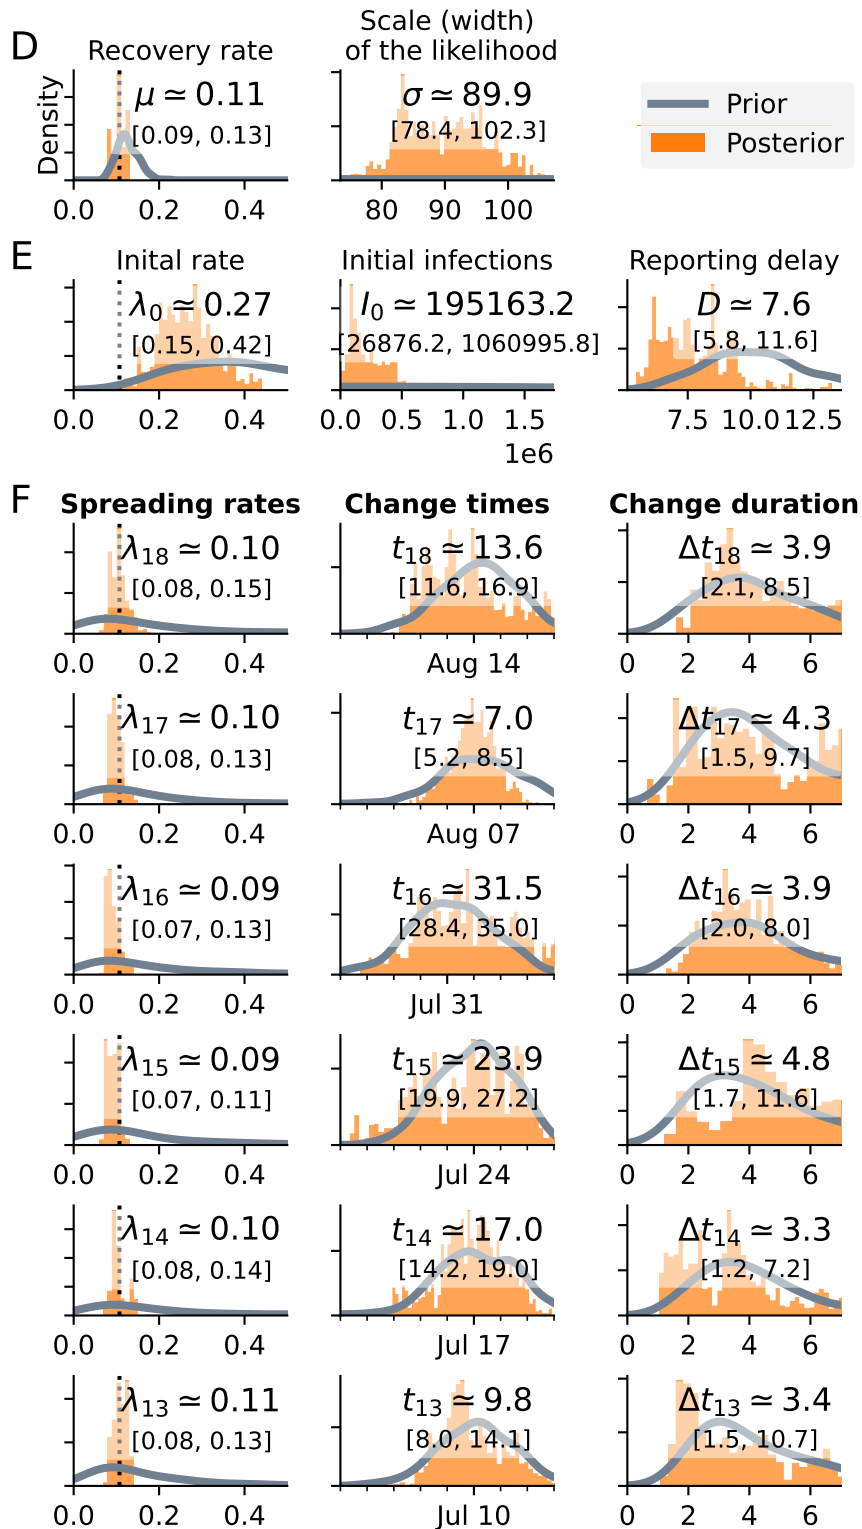 D
Recovery rate
Scale (width)
of the likelihood
Density
μ ≃ 0.11
[0.09, 0.13]
σ ≃ 89.9
[78.4, 102.3]
Prior
Posterior
0.0 0.2 0.4
80 90 100
E
Inital rate
Initial infections
Reporting delay
λ0 ≃ 0.27
[0.15, 0.42]
I0 ≃ 195163.2
[26876.2, 1060995.8]
D ≃ 7.6
[5.8, 11.6]
0.0 0.2 0.4
0.0 0.5 1.0 1.5
1e6
7.5 10.0 12.5
F
Spreading rates
Change times
Change duration
λ18 ≃ 0.10
[0.08, 0.15]
t18 ≃ 13.6
[11.6, 16.9]
Δt18 ≃ 3.9
[2.1, 8.5]
0.0 0.2 0.4
Aug 14
0 2 4 6
λ17 ≃ 0.10
[0.08, 0.13]
t17 ≃ 7.0
[5.2, 8.5]
Δt17 ≃ 4.3
[1.5, 9.7]
0.0 0.2 0.4
Aug 07
0 2 4 6
λ16 ≃ 0.09
[0.07, 0.13]
t16 ≃ 31.5
[28.4, 35.0]
Δt16 ≃ 3.9
[2.0, 8.0]
0.0 0.2 0.4
Jul 31
0 2 4 6
λ15 ≃ 0.09
[0.07, 0.11]
t15 ≃ 23.9
[19.9, 27.2]
Δt15 ≃ 4.8
[1.7, 11.6]
0.0 0.2 0.4
Jul 24
0 2 4 6
λ14 ≃ 0.10
[0.08, 0.14]
t14 ≃ 17.0
[14.2, 19.0]
Δt14 ≃ 3.3
[1.2, 7.2]
0.0 0.2 0.4
Jul 17
0 2 4 6
λ13 ≃ 0.11
[0.08, 0.13]
t13 ≃ 9.8
[8.0, 14.1]
Δt13 ≃ 3.4
[1.5, 10.7]
0.0 0.2 0.4
Jul 10
0 2 4 6